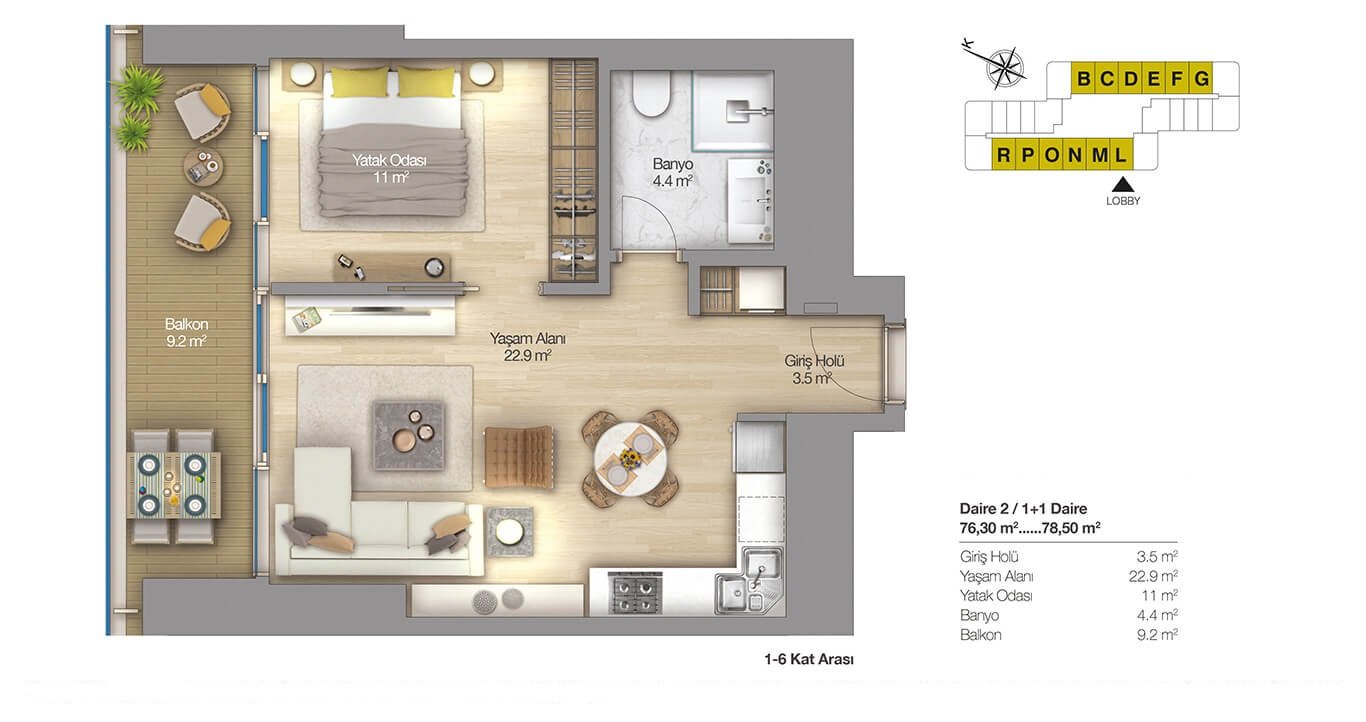 K
B C D E F G
R P O N M L
LOBBY
Yatak Odası
11 m²
Banyo
4.4 m²
Balkon
9.2 m²
Yaşam Alanı
22.9 m²
Giriş Holü
3.5 m²
Daire 2 / 1+1 Daire
76,30 m²......78,50 m²
Giriş Holü 3.5 m²
Yaşam Alanı 22.9 m²
Yatak Odası 11 m²
Banyo 4.4 m²
Balkon 9.2 m²
1-6 Kat Arası